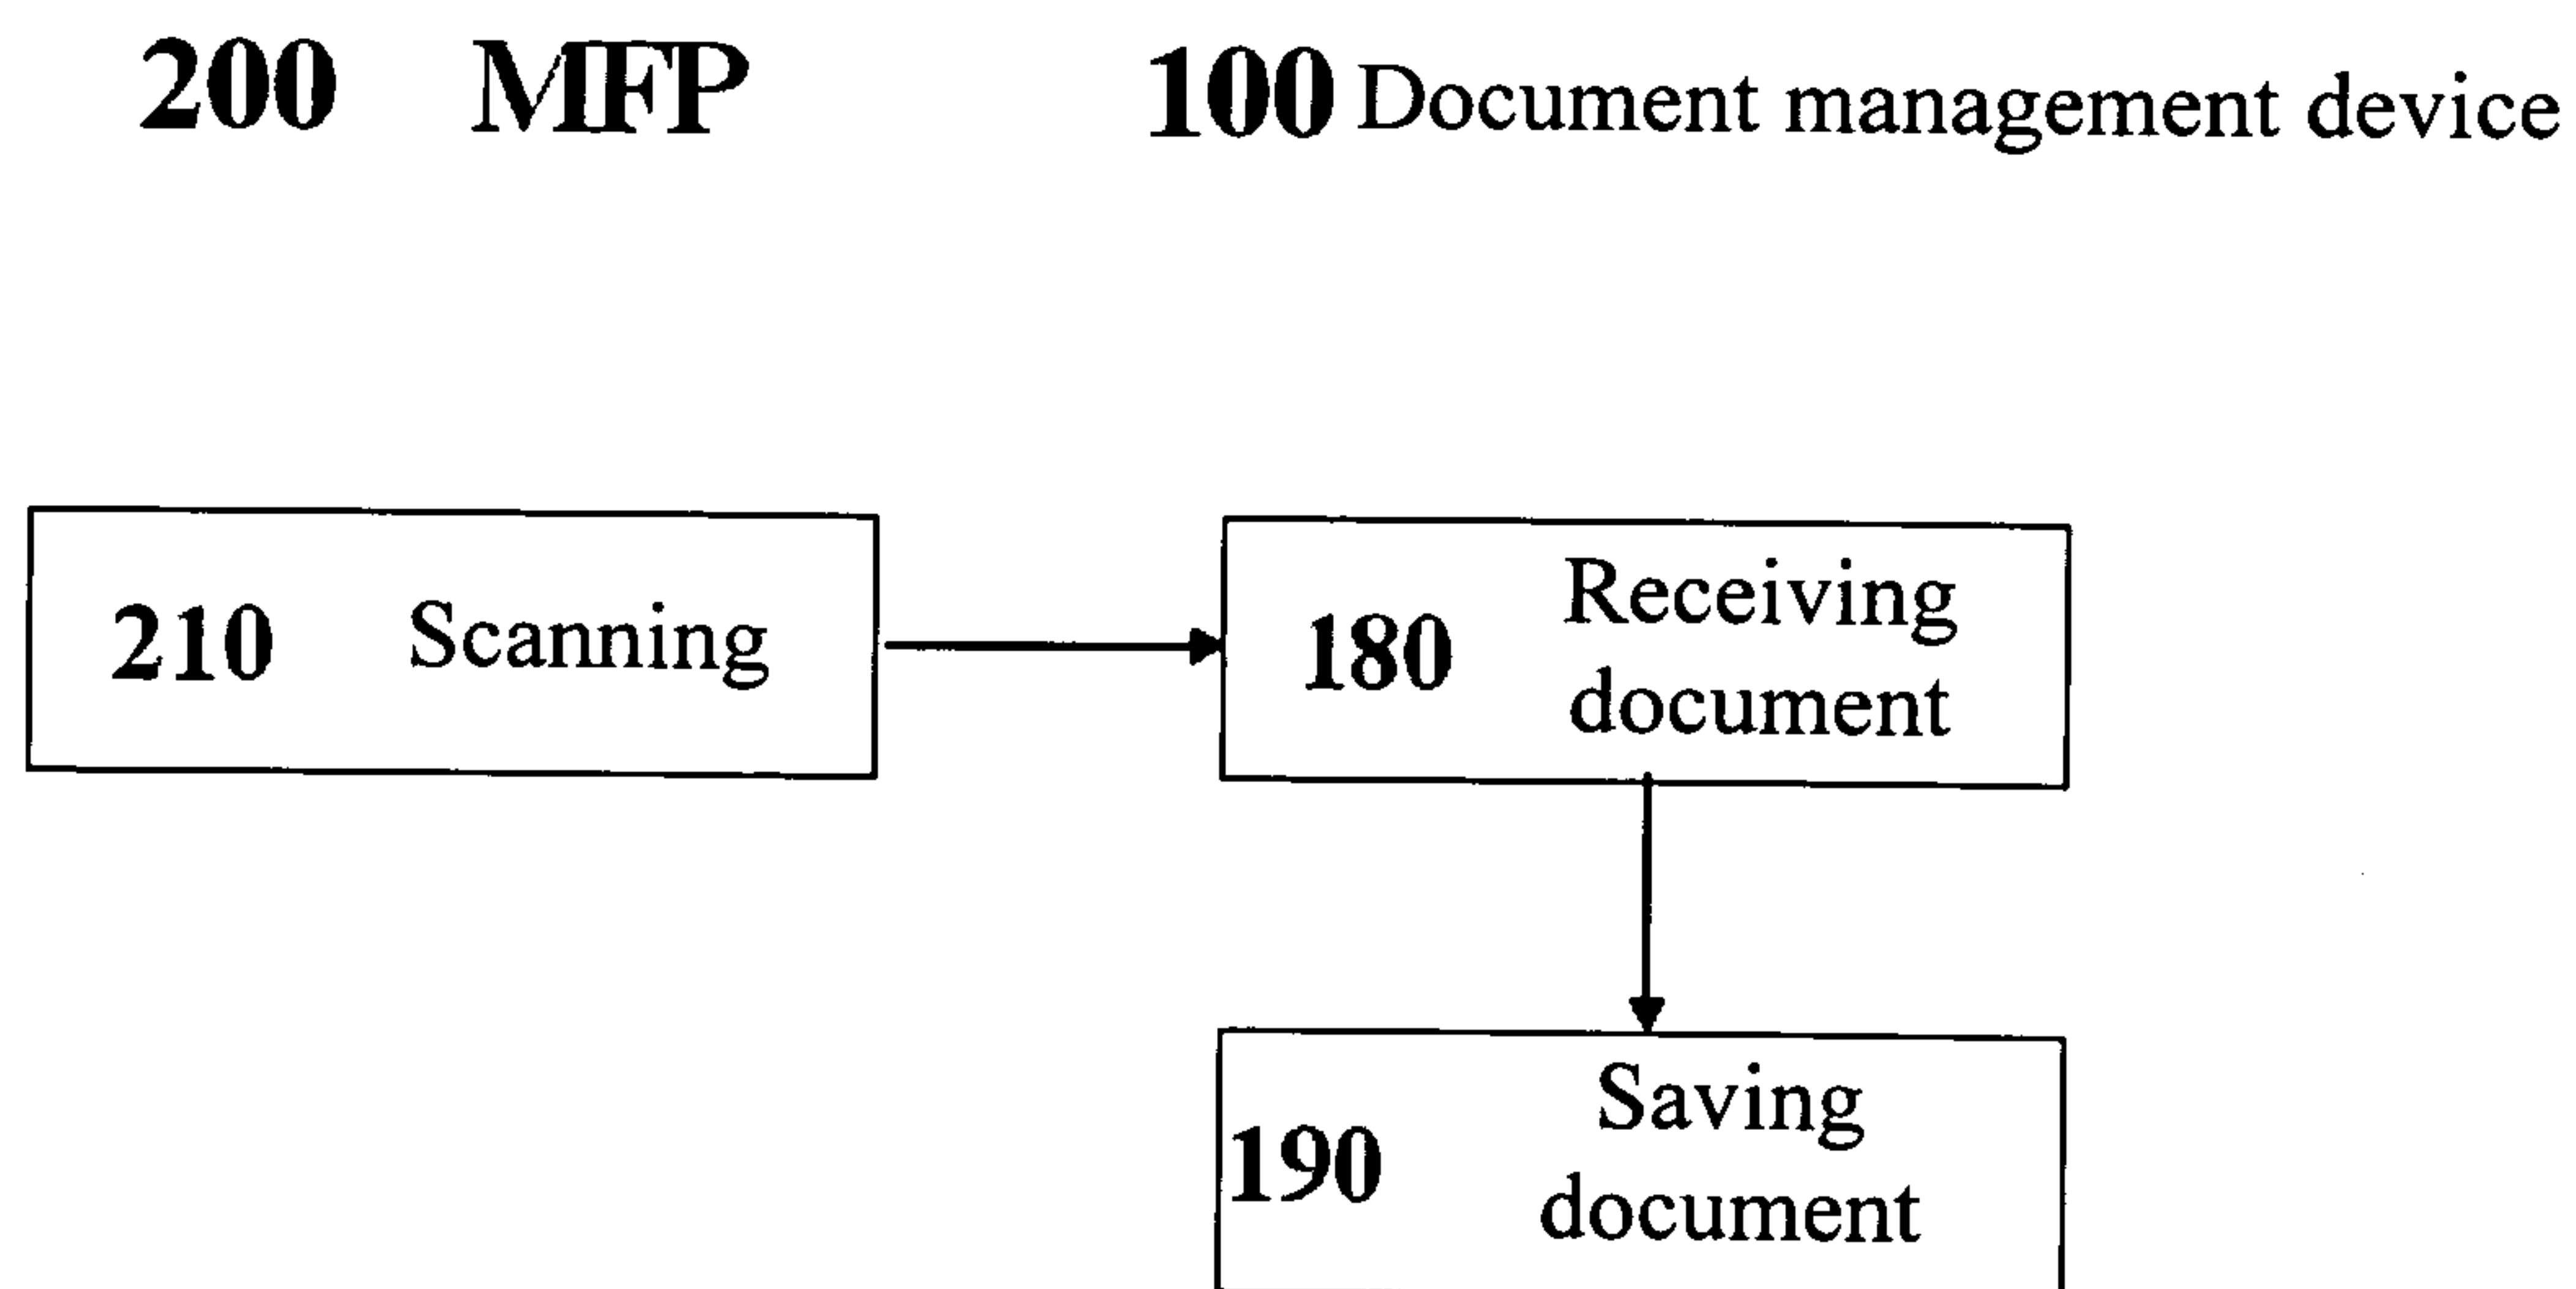 200 MFP
100 Document management device
210 Scanning
180 Receiving
document
190 Saving
document